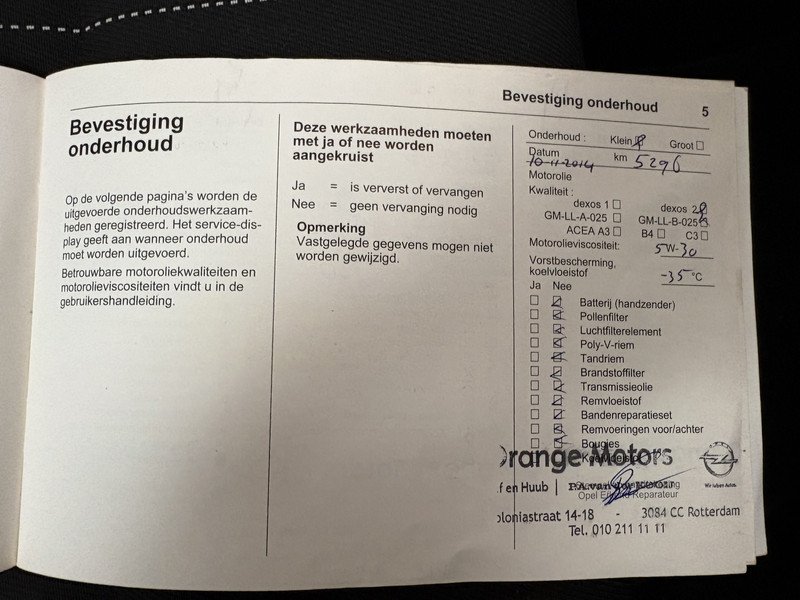 Bevestiging onderhoud 5
Bevestiging
onderhoud
Op de volgende pagina's worden de
uitgevoerde onderhoudswerkzaam-
heden geregistreerd. Het service-dis-
play geeft aan wanneer onderhoud
moet worden uitgevoerd.
Betrouwbare motoroliekwaliteiten en
motorolieviscositeiten vindt u in de
gebruikershandleiding.
Deze werkzaamheden moeten
met ja of nee worden
aangekruist
Ja = is ververst of vervangen
Nee = geen vervanging nodig
Opmerking
Vastgelegde gegevens mogen niet
worden gewijzigd.
Onderhoud : Klein Groot
Datum km 5296
10-11-2014
Motorolie
Kwaliteit :
dexos 1 dexos 2
GM-LL-A-025 GM-LL-B-025
ACEA A3 B4 C3
Motorolieviscositeit: 5W-30
Vorstbescherming,
koelvloeistof -35 °C
Ja Nee
Batterij (handzender)
Pollenfilter
Luchtfilterelement
Poly-V-riem
Tandriem
Brandstoffilter
Transmissieolie
Remvloeistof
Bandenreparatieset
Remvoeringen voor/achter
Bougies
Orange Motors
f en Huub
Wir leben Autos.
Opel Reparateur
oloniastraat 14-18 - 3084 CC Rotterdam
Tel. 010 211 11 11